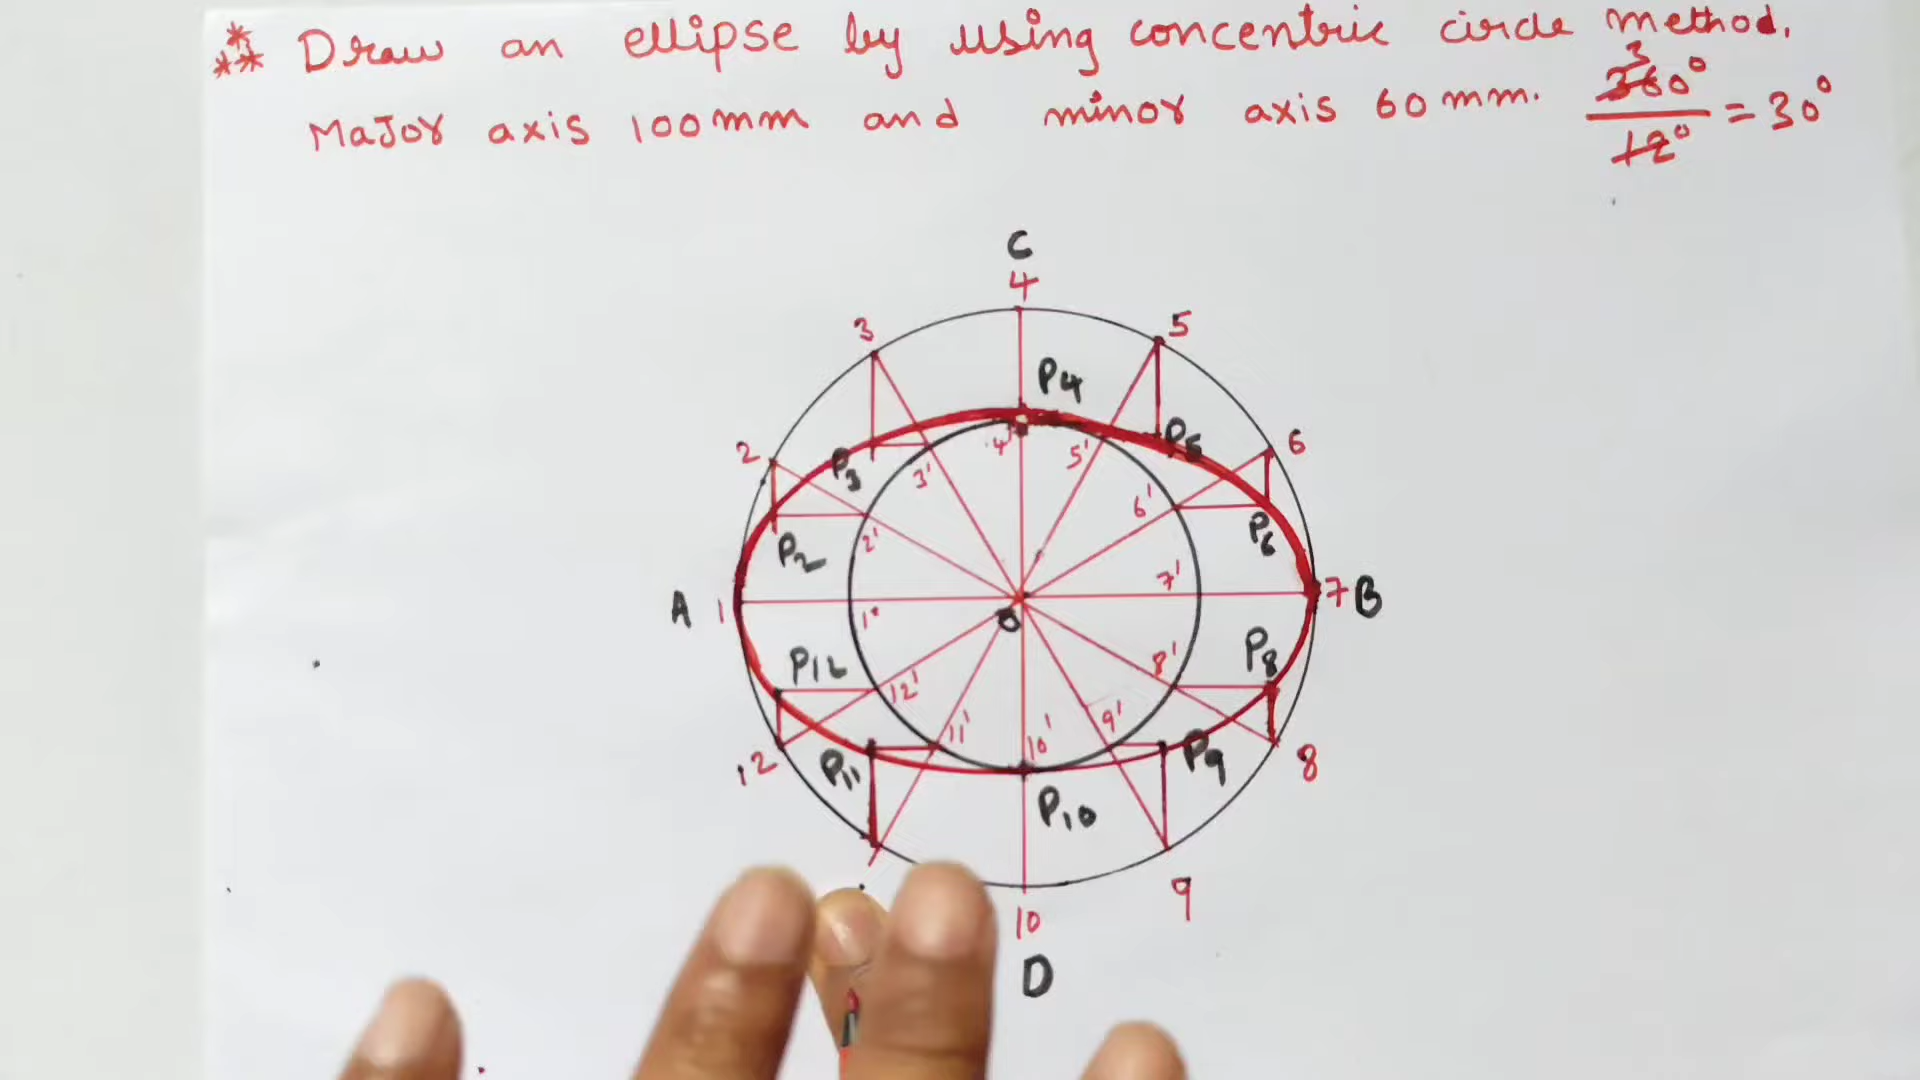 Draw an ellipse by using concentric circle method.
Major axis 100mm and minor axis 60mm.
3
360°
12° = 30°
C
4
3
5
P4
2
6
P3
4'
5'
P5
3'
6'
P2
2'
P6
A
1
1'
O
7'
7
B
P12
12'
8'
P8
12
P11
11'
10'
9'
P9
8
P10
10
9
D